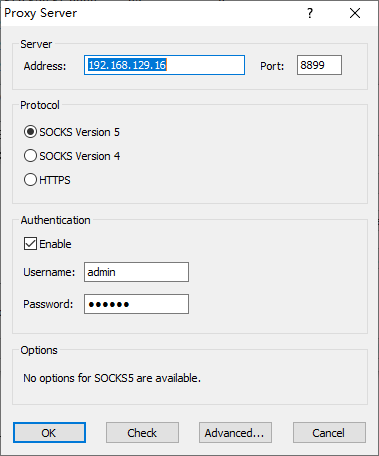 Proxy Server ? ×
Server
Address: 192.168.129.16 Port: 8899
Protocol
SOCKS Version 5
SOCKS Version 4
HTTPS
Authentication
Enable
Username: admin
Password: ●●●●●●
Options
No options for SOCKS5 are available.
OK Check Advanced... Cancel